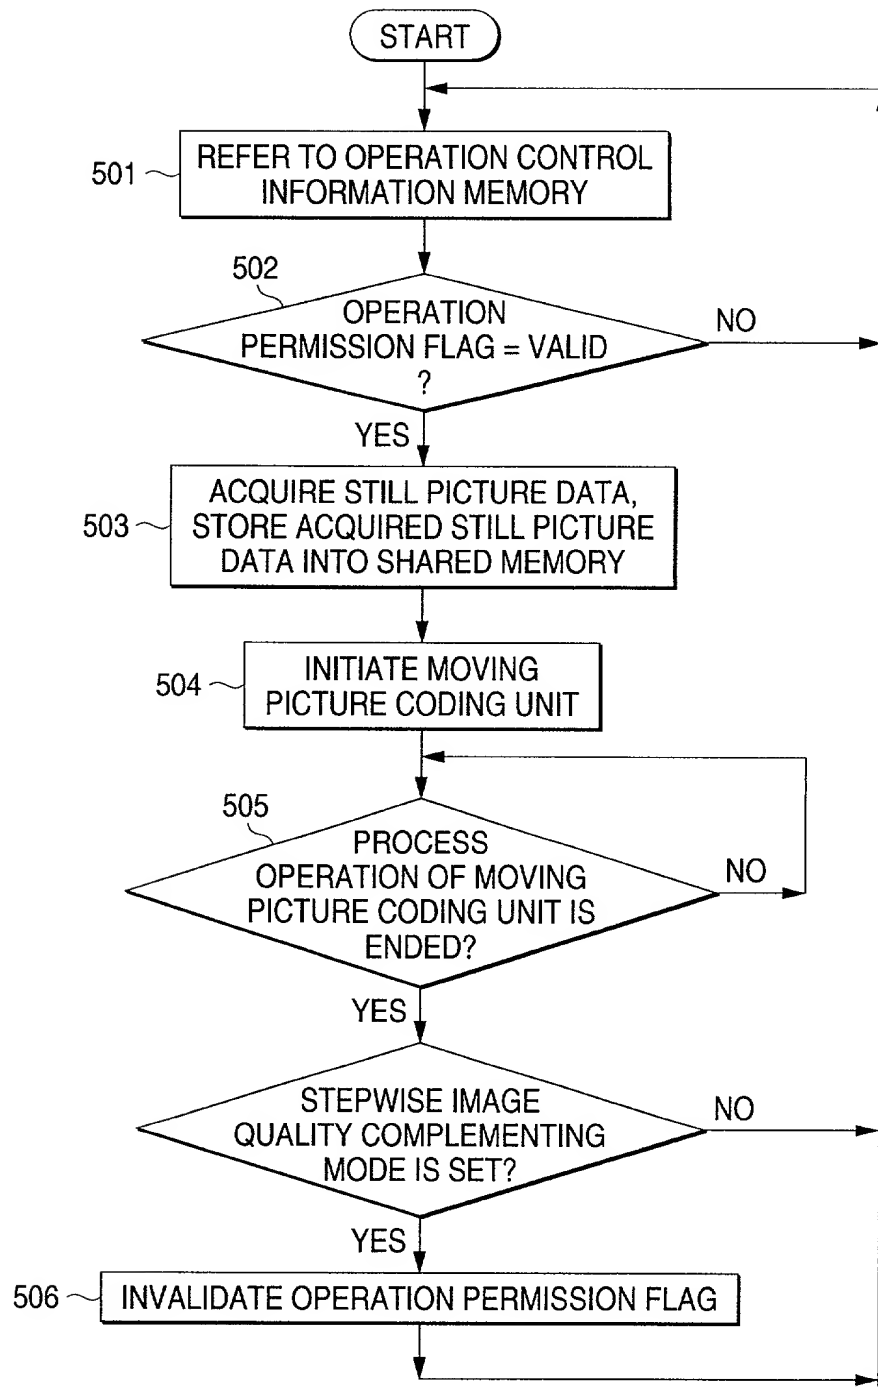 START
501
REFER TO OPERATION CONTROL
INFORMATION MEMORY
502
OPERATION
PERMISSION FLAG = VALID
?
NO
YES
503
ACQUIRE STILL PICTURE DATA,
STORE ACQUIRED STILL PICTURE
DATA INTO SHARED MEMORY
504
INITIATE MOVING
PICTURE CODING UNIT
505
PROCESS
OPERATION OF MOVING
PICTURE CODING UNIT IS
ENDED?
NO
YES
STEPWISE IMAGE
QUALITY COMPLEMENTING
MODE IS SET?
NO
YES
506
INVALIDATE OPERATION PERMISSION FLAG